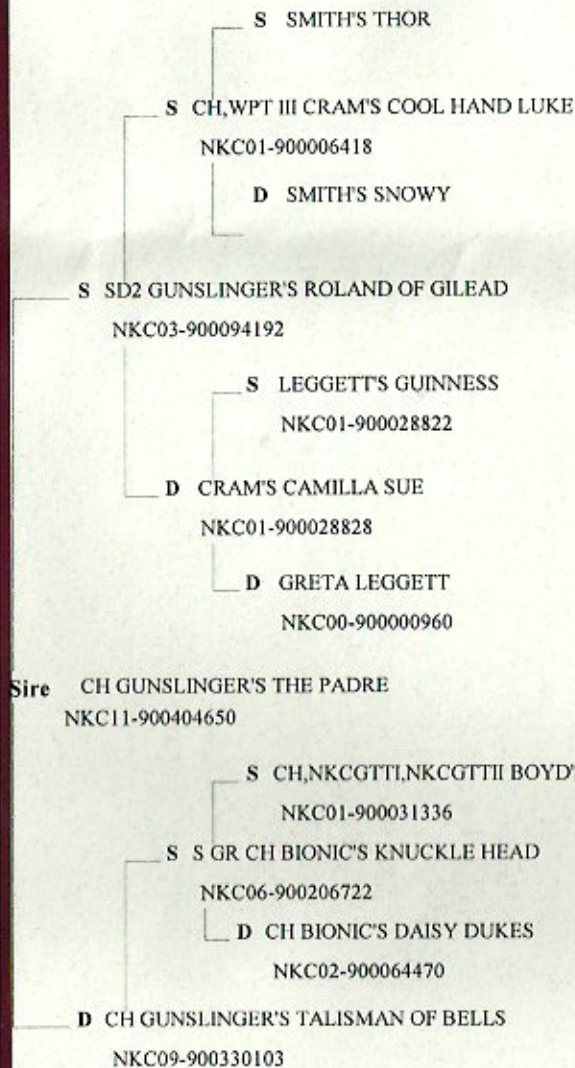 S SMITH'S THOR
S CH,WPT III CRAM'S COOL HAND LUKE
NKC01-900006418
D SMITH'S SNOWY
S SD2 GUNSLINGER'S ROLAND OF GILEAD
NKC03-900094192
S LEGGETT'S GUINNESS
NKC01-900028822
D CRAM'S CAMILLA SUE
NKC01-900028828
D GRETA LEGGETT
NKC00-900000960
Sire CH GUNSLINGER'S THE PADRE
NKC11-900404650
S CH,NKCGTTI,NKCGTTII BOYD'
NKC01-900031336
S S GR CH BIONIC'S KNUCKLE HEAD
NKC06-900206722
D CH BIONIC'S DAISY DUKES
NKC02-900064470
D CH GUNSLINGER'S TALISMAN OF BELLS
NKC09-900330103